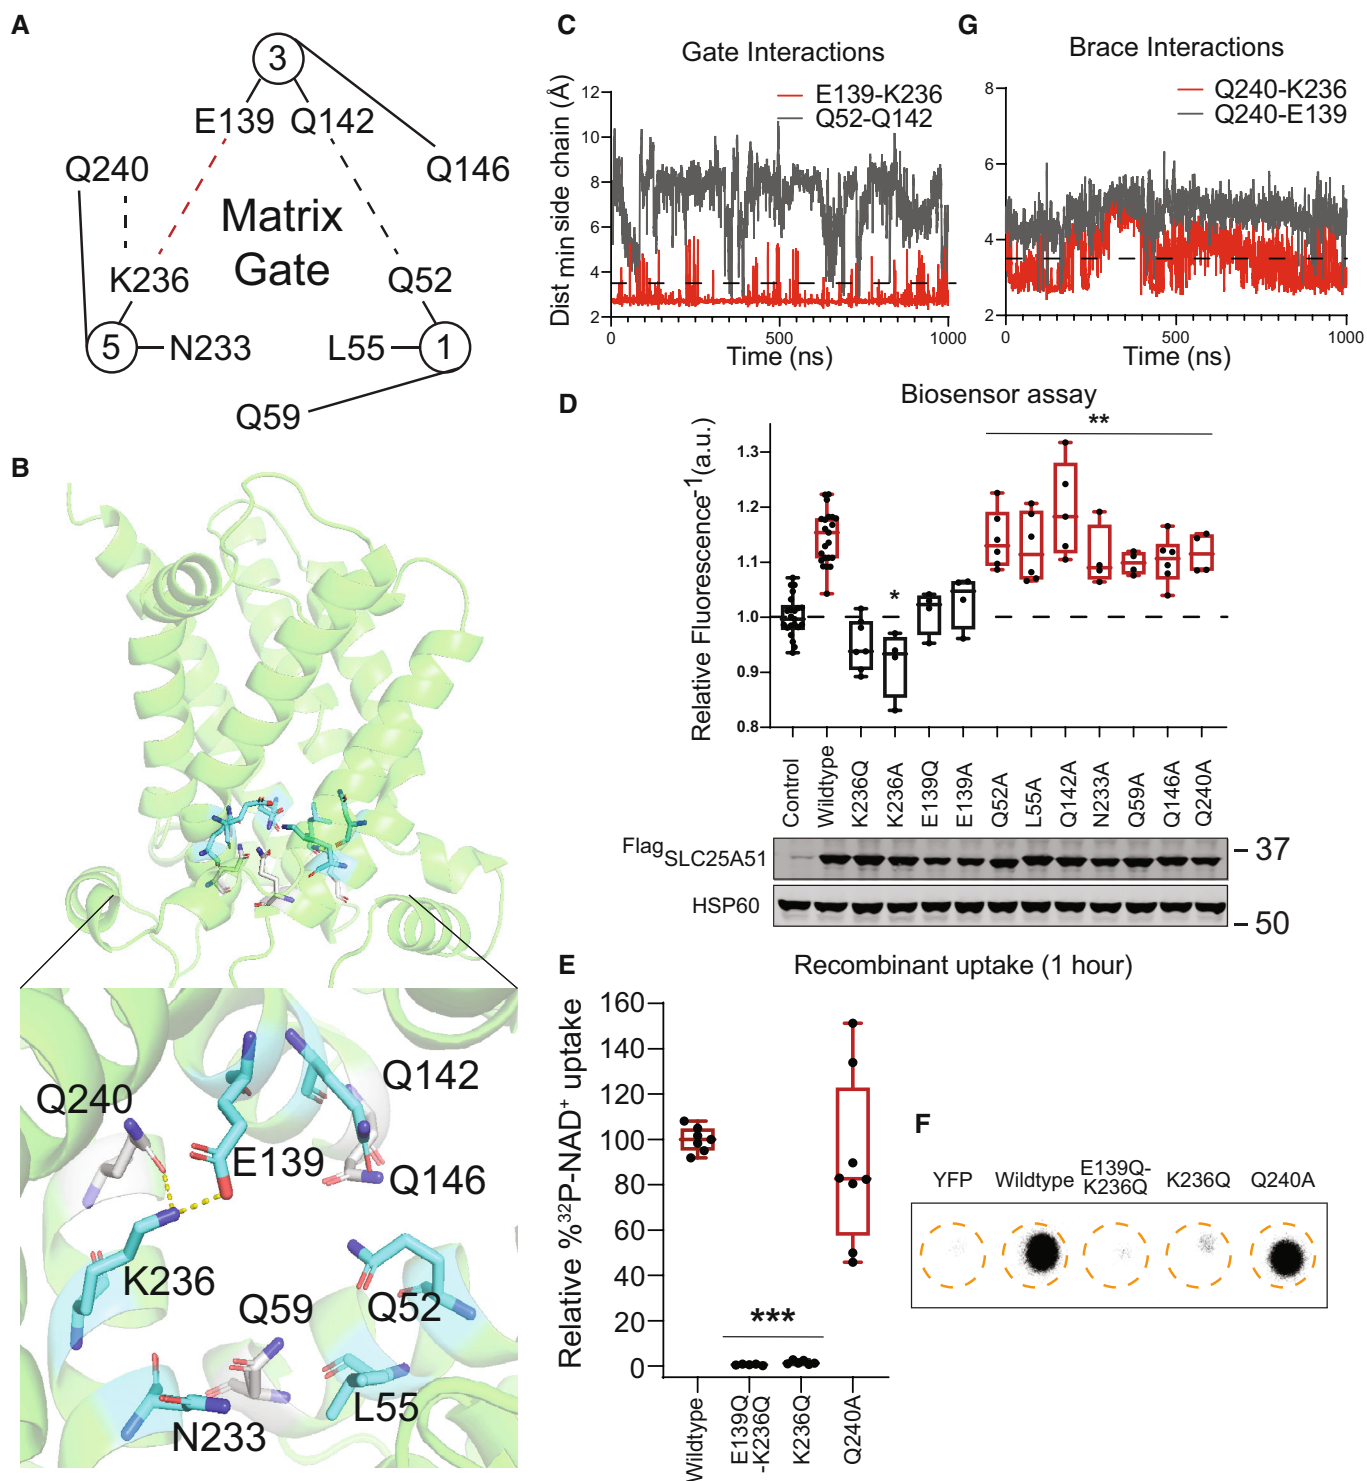 A
3
E139 Q142
Q240
Q146
Matrix
Gate
K236
Q52
5
N233
L55
1
Q59
B
Q240
Q142
E139
Q146
K236
Q59
Q52
L55
N233
C
Gate Interactions
E139-K236
Q52-Q142
Dist min side chain (Å)
12
10
8
6
4
2
0
500
1000
Time (ns)
G
Brace Interactions
Q240-K236
Q240-E139
8
6
4
2
0
500
1000
Time (ns)
D
Biosensor assay
**
*
Relative Fluorescence⁻¹(a.u.)
1.3
1.2
1.1
1.0
0.9
0.8
Control
Wildtype
K236Q
K236A
E139Q
E139A
Q52A
L55A
Q142A
N233A
Q59A
Q146A
Q240A
FlagSLC25A51
37
HSP60
50
E
Recombinant uptake (1 hour)
Relative %³²P-NAD⁺ uptake
160
140
120
100
80
60
40
20
0
***
Wildtype
E139Q
-K236Q
K236Q
Q240A
F
YFP
Wildtype
E139Q-
K236Q
K236Q
Q240A